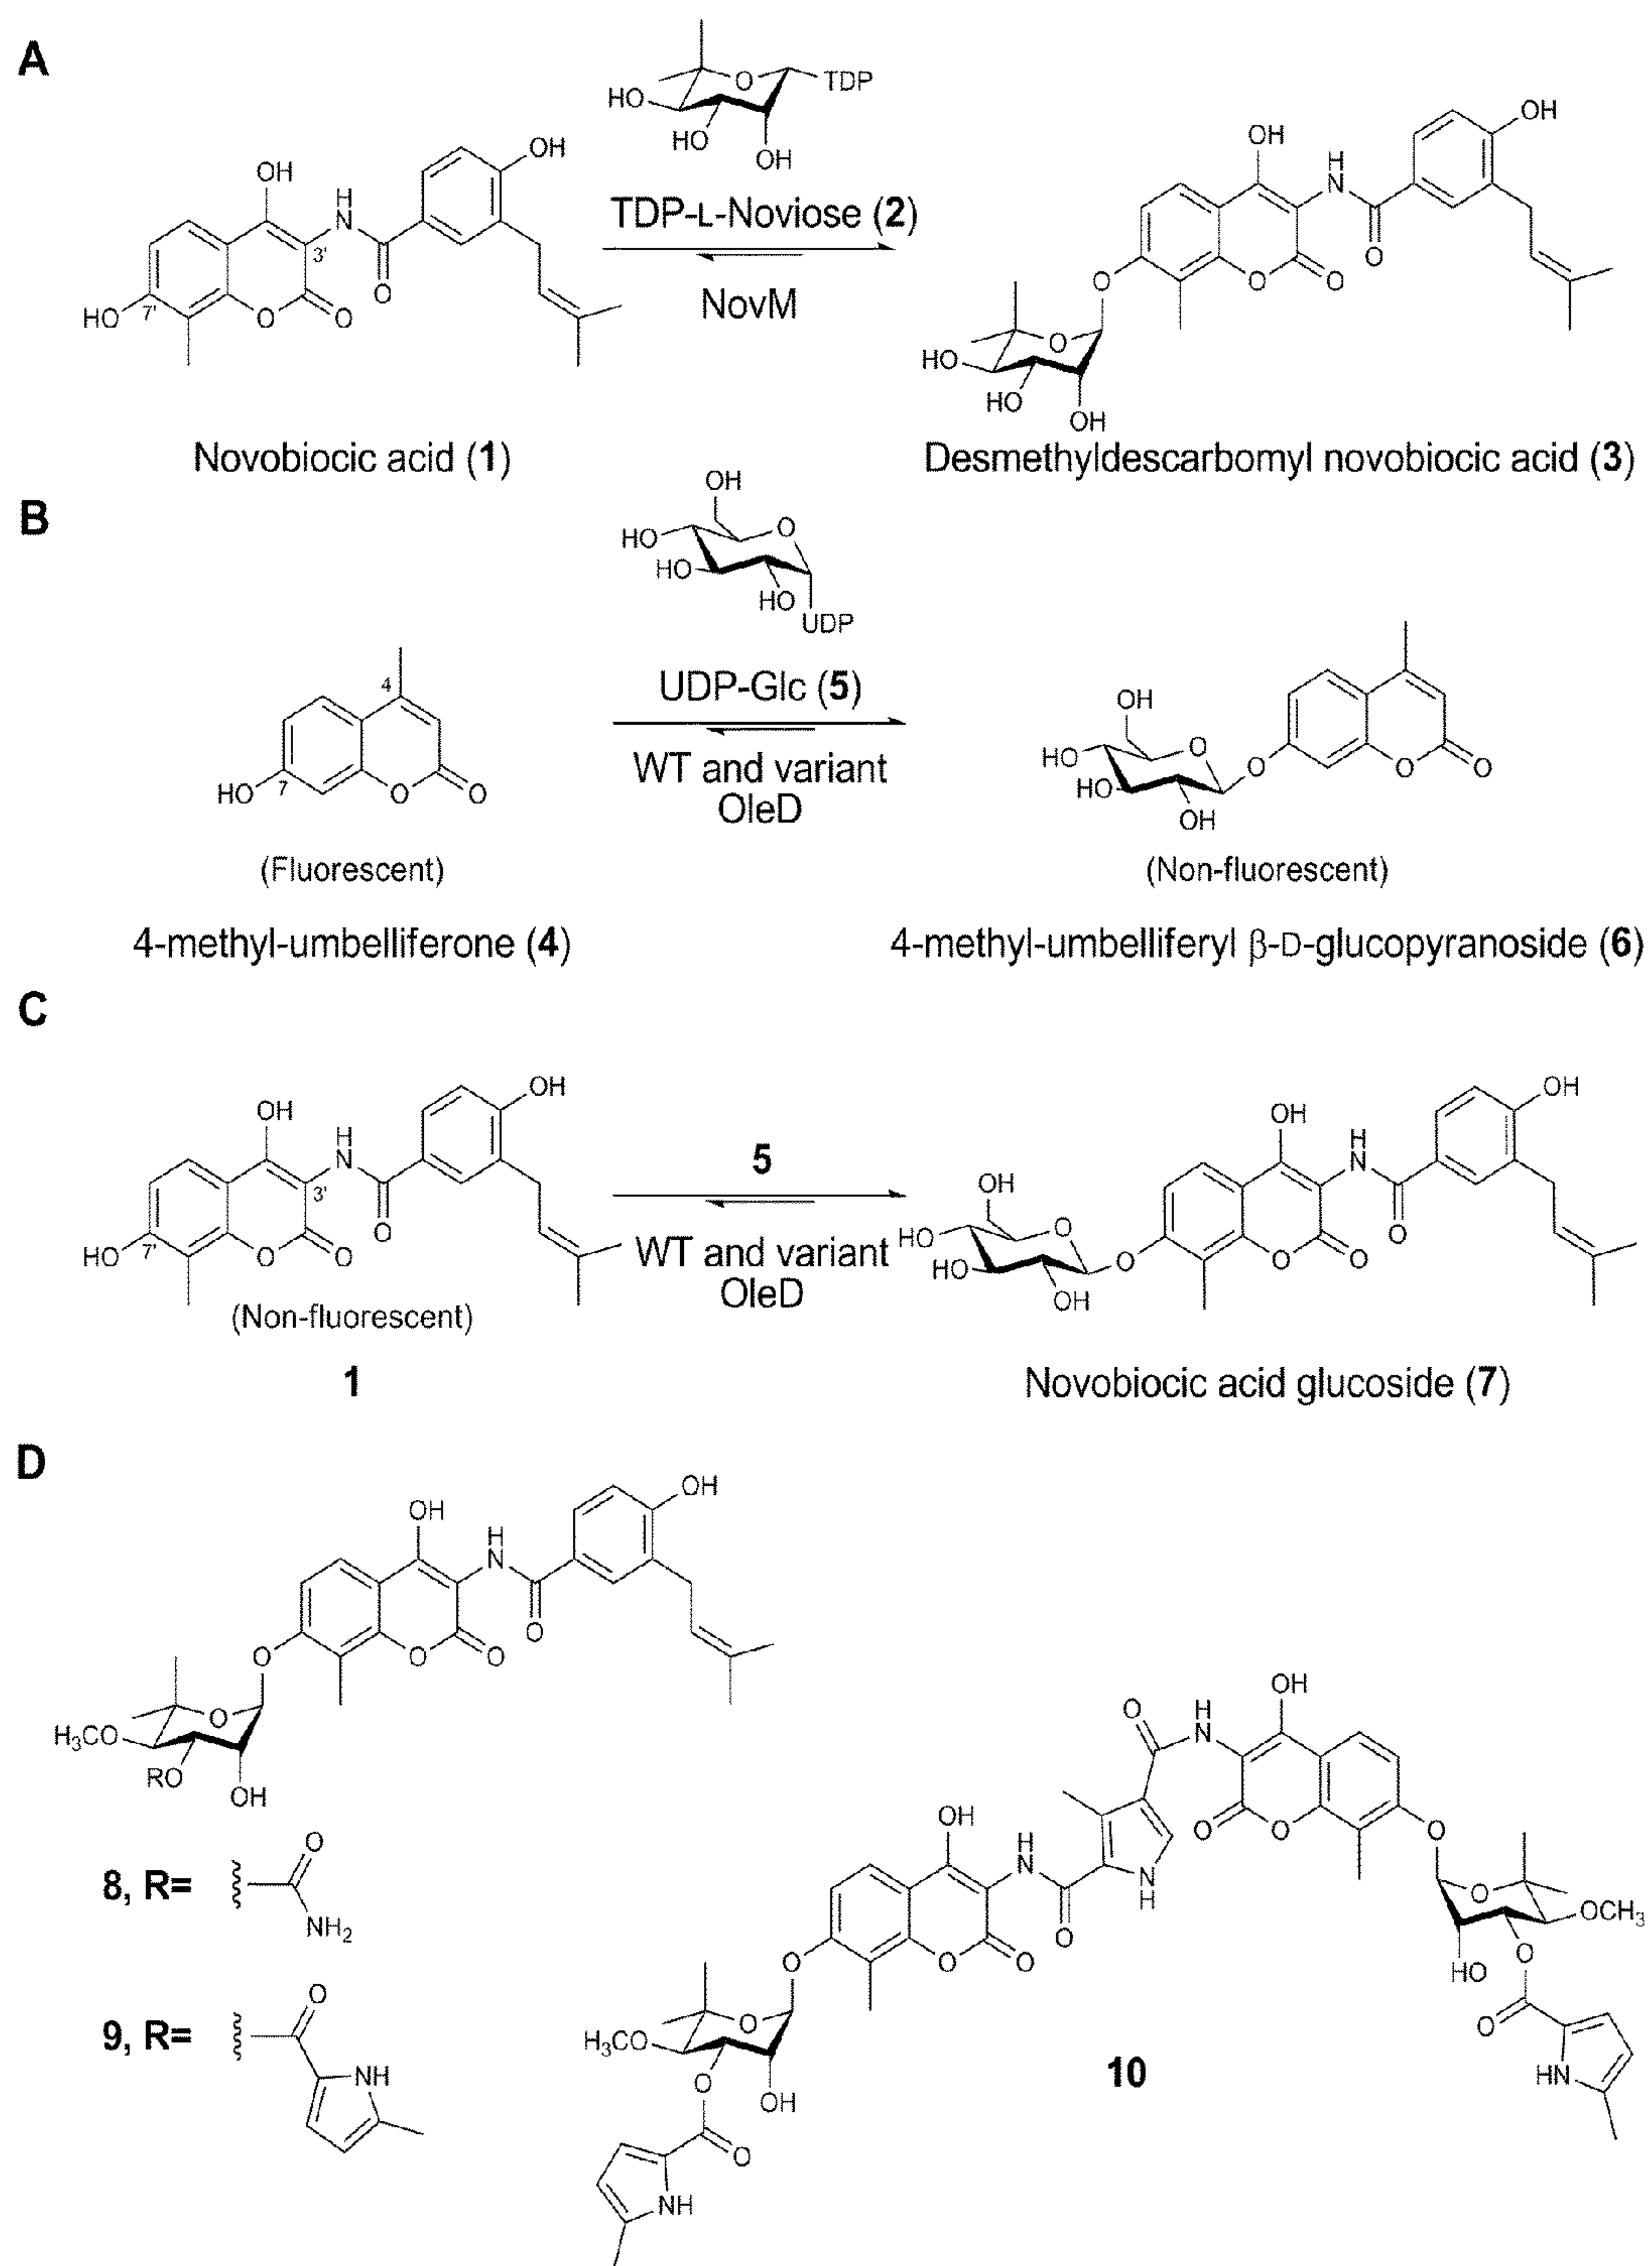 A
TDP
HO
HO
OH
OH
OH
H
N
3'
O
HO
7'
O
O
TDP-L-Noviose (2)
NovM
OH
OH
H
N
O
O
O
O
O
HO
HO
OH
Novobiocic acid (1)
Desmethyldescarbomyl novobiocic acid (3)
B
OH
O
HO
HO
HO
UDP
4
HO
7
O
O
UDP-Glc (5)
WT and variant
OleD
OH
O
O
HO
HO
OH
O
O
(Fluorescent)
(Non-fluorescent)
4-methyl-umbelliferone (4)
4-methyl-umbelliferyl β-D-glucopyranoside (6)
C
OH
OH
H
N
3'
O
HO
7'
O
O
(Non-fluorescent)
1
5
WT and variant
OleD
OH
OH
H
N
O
OH
O
O
HO
HO
OH
O
O
Novobiocic acid glucoside (7)
D
OH
OH
H
N
O
O
O
O
O
H₃CO
RO
OH
8, R=
O
NH₂
9, R=
O
NH
OH
O
H
N
O
O
O
O
OCH₃
HO
O
O
HN
OH
H
N
O
N
H
O
O
O
O
H₃CO
O
OH
O
NH
10